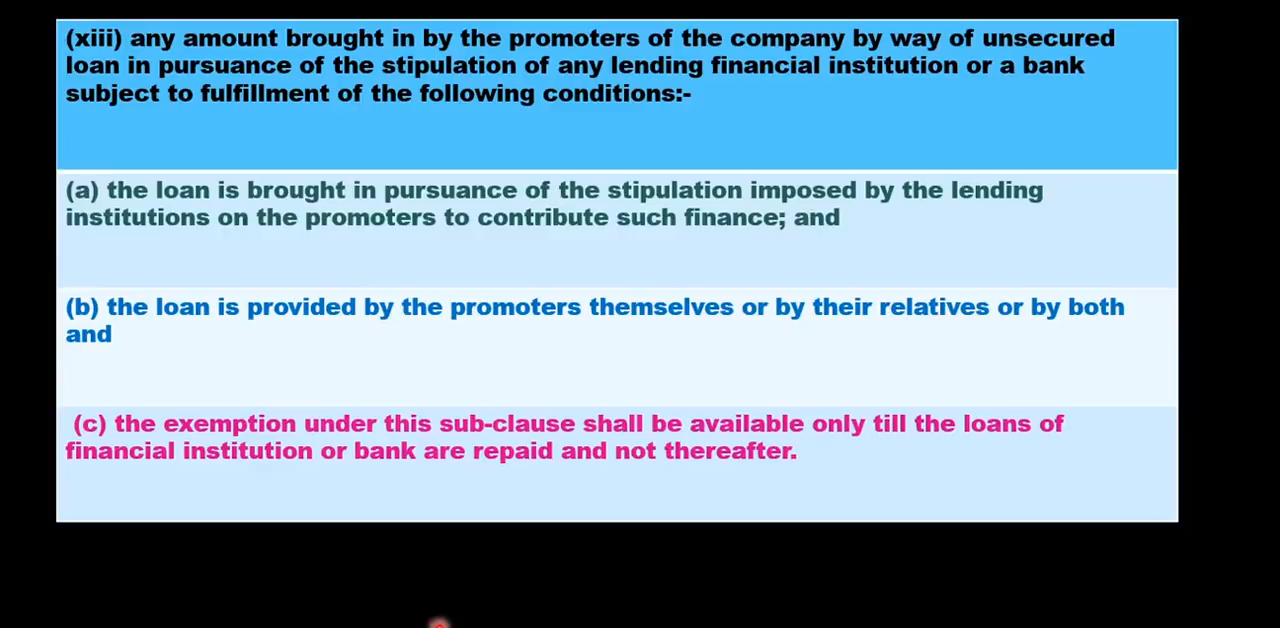 (xiii) any amount brought in by the promoters of the company by way of unsecured
loan in pursuance of the stipulation of any lending financial institution or a bank
subject to fulfillment of the following conditions:-
(a) the loan is brought in pursuance of the stipulation imposed by the lending
institutions on the promoters to contribute such finance; and
(b) the loan is provided by the promoters themselves or by their relatives or by both
and
(c) the exemption under this sub-clause shall be available only till the loans of
financial institution or bank are repaid and not thereafter.